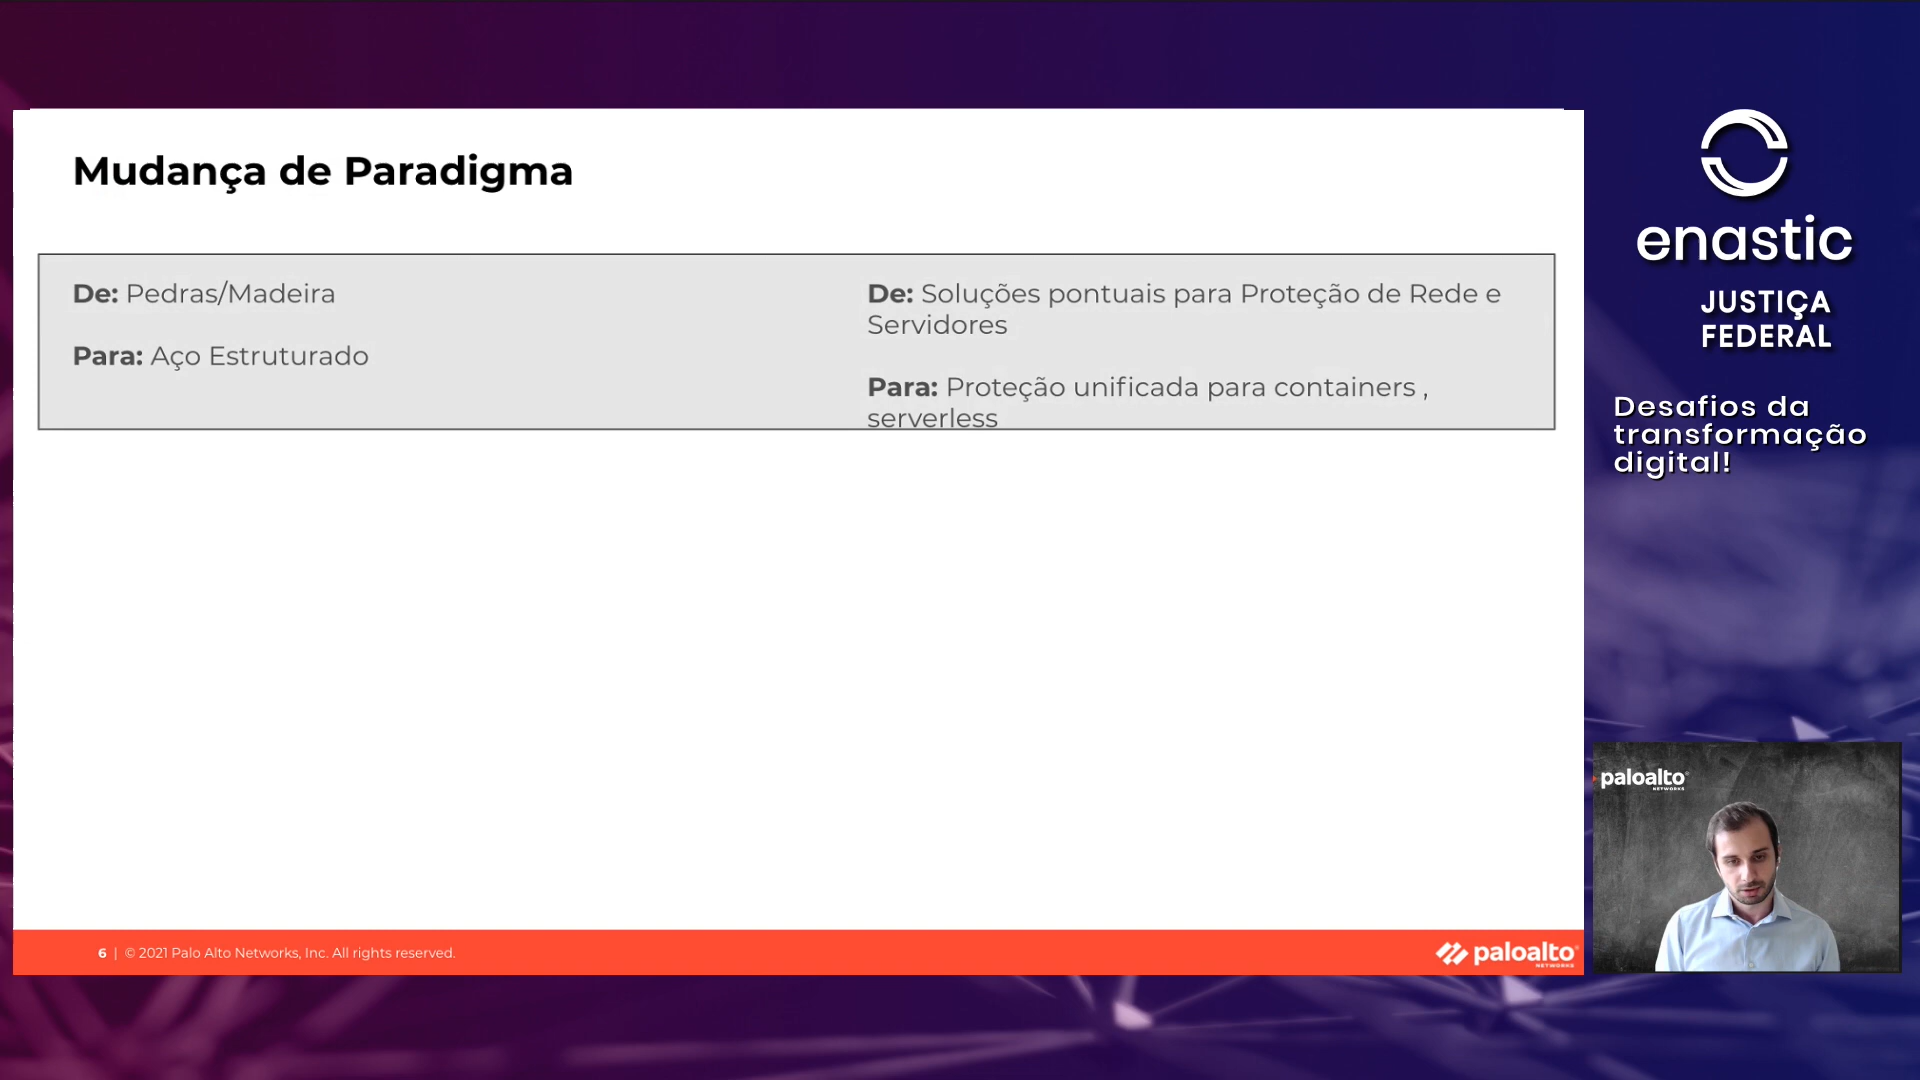 Mudança de Paradigma
De: Pedras/Madeira
Para: Aço Estruturado
De: Soluções pontuais para Proteção de Rede e
Servidores
Para: Proteção unificada para containers ,
serverless
6 | © 2021 Palo Alto Networks, Inc. All rights reserved.
paloalto
NETWORKS
enastic
JUSTIÇA
FEDERAL
Desafios da
transformação
digital!
paloalto
NETWORKS